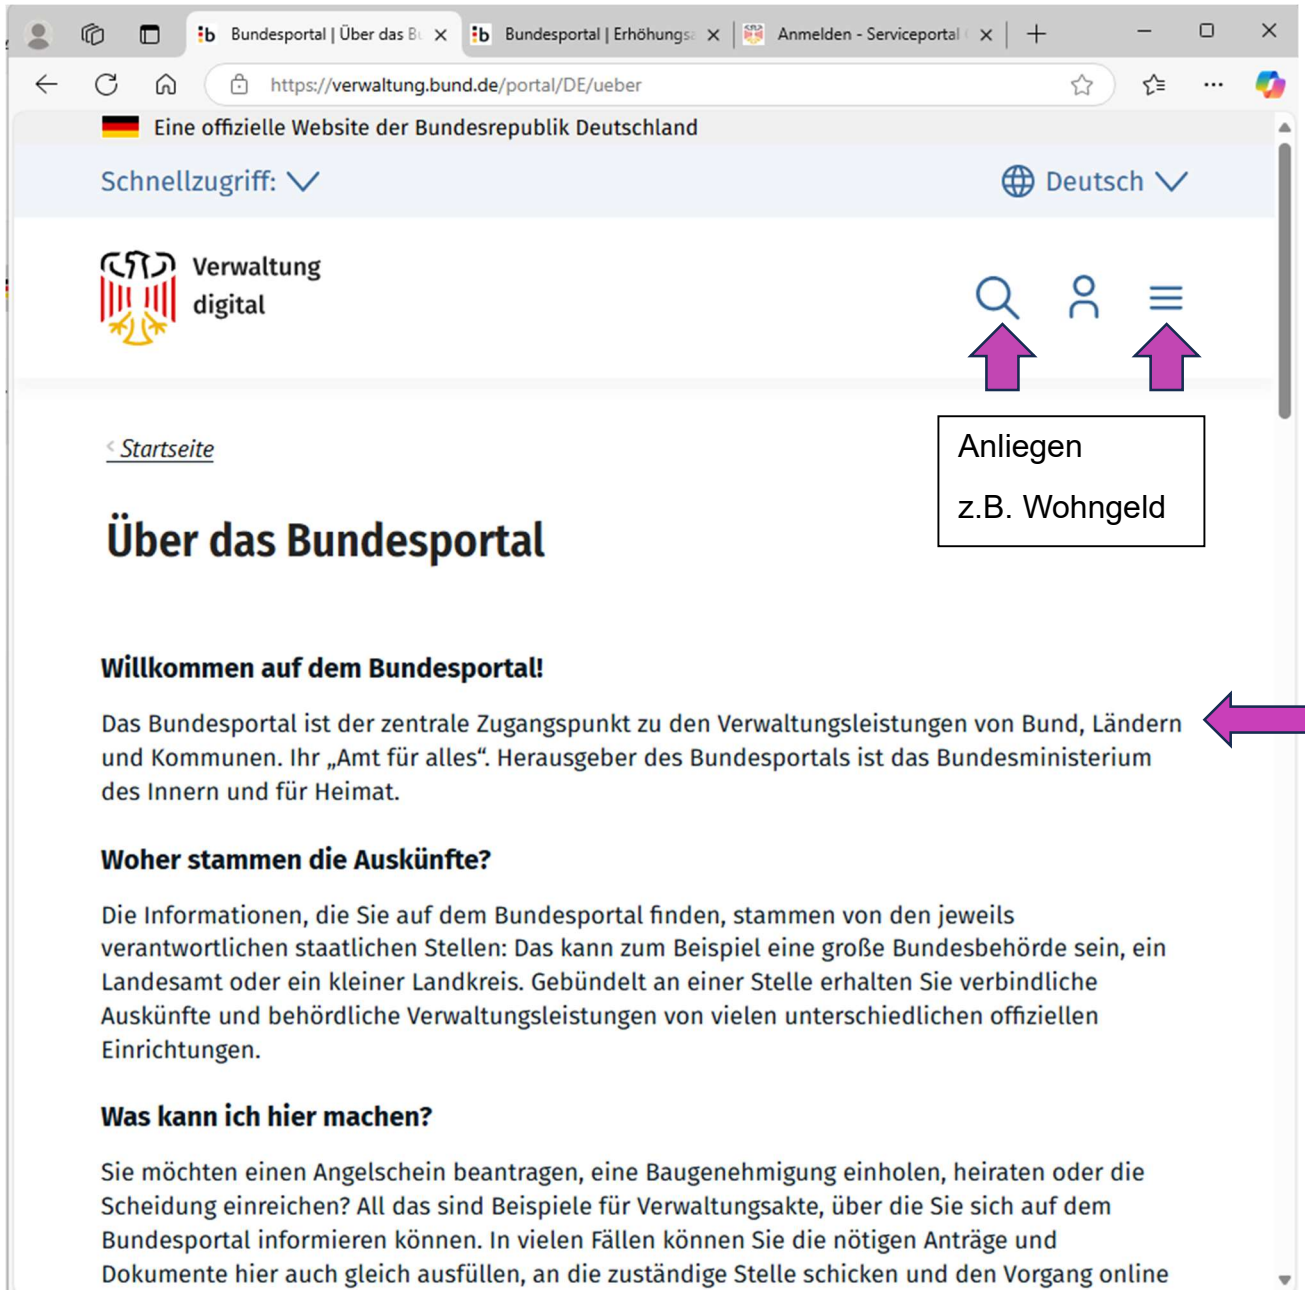 Bundesportal | Über das Bu
Bundesportal | Erhöhungsa
Anmelden - Serviceportal
https://verwaltung.bund.de/portal/DE/ueber
Eine offizielle Website der Bundesrepublik Deutschland
Schnellzugriff:
Deutsch
Verwaltung
digital
Anliegen
z.B. Wohngeld
< Startseite
Über das Bundesportal
Willkommen auf dem Bundesportal!
Das Bundesportal ist der zentrale Zugangspunkt zu den Verwaltungsleistungen von Bund, Ländern
und Kommunen. Ihr „Amt für alles“. Herausgeber des Bundesportals ist das Bundesministerium
des Innern und für Heimat.
Woher stammen die Auskünfte?
Die Informationen, die Sie auf dem Bundesportal finden, stammen von den jeweils
verantwortlichen staatlichen Stellen: Das kann zum Beispiel eine große Bundesbehörde sein, ein
Landesamt oder ein kleiner Landkreis. Gebündelt an einer Stelle erhalten Sie verbindliche
Auskünfte und behördliche Verwaltungsleistungen von vielen unterschiedlichen offiziellen
Einrichtungen.
Was kann ich hier machen?
Sie möchten einen Angelschein beantragen, eine Baugenehmigung einholen, heiraten oder die
Scheidung einreichen? All das sind Beispiele für Verwaltungsakte, über die Sie sich auf dem
Bundesportal informieren können. In vielen Fällen können Sie die nötigen Anträge und
Dokumente hier auch gleich ausfüllen, an die zuständige Stelle schicken und den Vorgang online